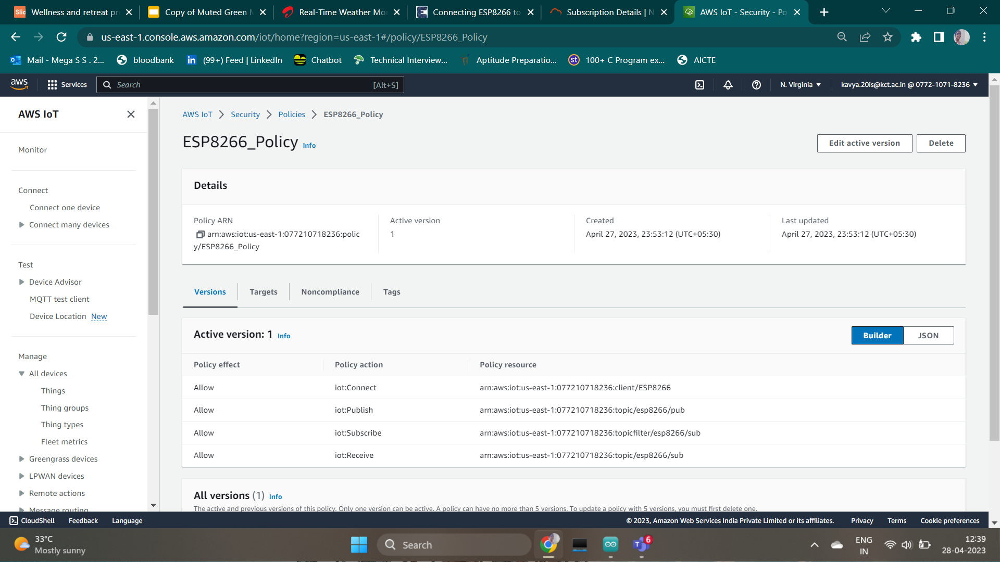 Wellness and retreat pr
Copy of Muted Green
Real-Time Weather Mo
Connecting ESP8266 to
Subscription Details | N
AWS IoT - Security - Po
us-east-1.console.aws.amazon.com/iot/home?region=us-east-1#/policy/ESP8266_Policy
Mail - Mega S S . 2...
bloodbank
in (99+) Feed | LinkedIn
Chatbot
Technical Interview...
Aptitude Preparatio...
st 100+ C Program ex...
AICTE
aws
Services
Search
[Alt+S]
N. Virginia
kavya.20is@kct.ac.in @ 0772-1071-8236
AWS IoT
Monitor
Connect
Connect one device
Connect many devices
Test
Device Advisor
MQTT test client
Device Location New
Manage
All devices
Things
Thing groups
Thing types
Fleet metrics
Greengrass devices
LPWAN devices
Remote actions
Message routing
AWS IoT > Security > Policies > ESP8266_Policy
ESP8266_Policy Info
Edit active version
Delete
Details
Policy ARN
arn:aws:iot:us-east-1:077210718236:polic
y/ESP8266_Policy
Active version
1
Created
April 27, 2023, 23:53:12 (UTC+05:30)
Last updated
April 27, 2023, 23:53:12 (UTC+05:30)
Versions
Targets
Noncompliance
Tags
Active version: 1 Info
Builder
JSON
Policy effect Policy action Policy resource
Allow iot:Connect arn:aws:iot:us-east-1:077210718236:client/ESP8266
Allow iot:Publish arn:aws:iot:us-east-1:077210718236:topic/esp8266/pub
Allow iot:Subscribe arn:aws:iot:us-east-1:077210718236:topicfilter/esp8266/sub
Allow iot:Receive arn:aws:iot:us-east-1:077210718236:topic/esp8266/sub
All versions (1) Info
The active and previous versions of this policy. Only one version can be active. A policy can have no more than 5 versions. To update a policy with 5 versions, you must first delete one.
CloudShell
Feedback
Language
© 2023, Amazon Web Services India Private Limited or its affiliates.
Privacy
Terms
Cookie preferences
33°C
Mostly sunny
Search
6
ENG
IN
12:39
28-04-2023